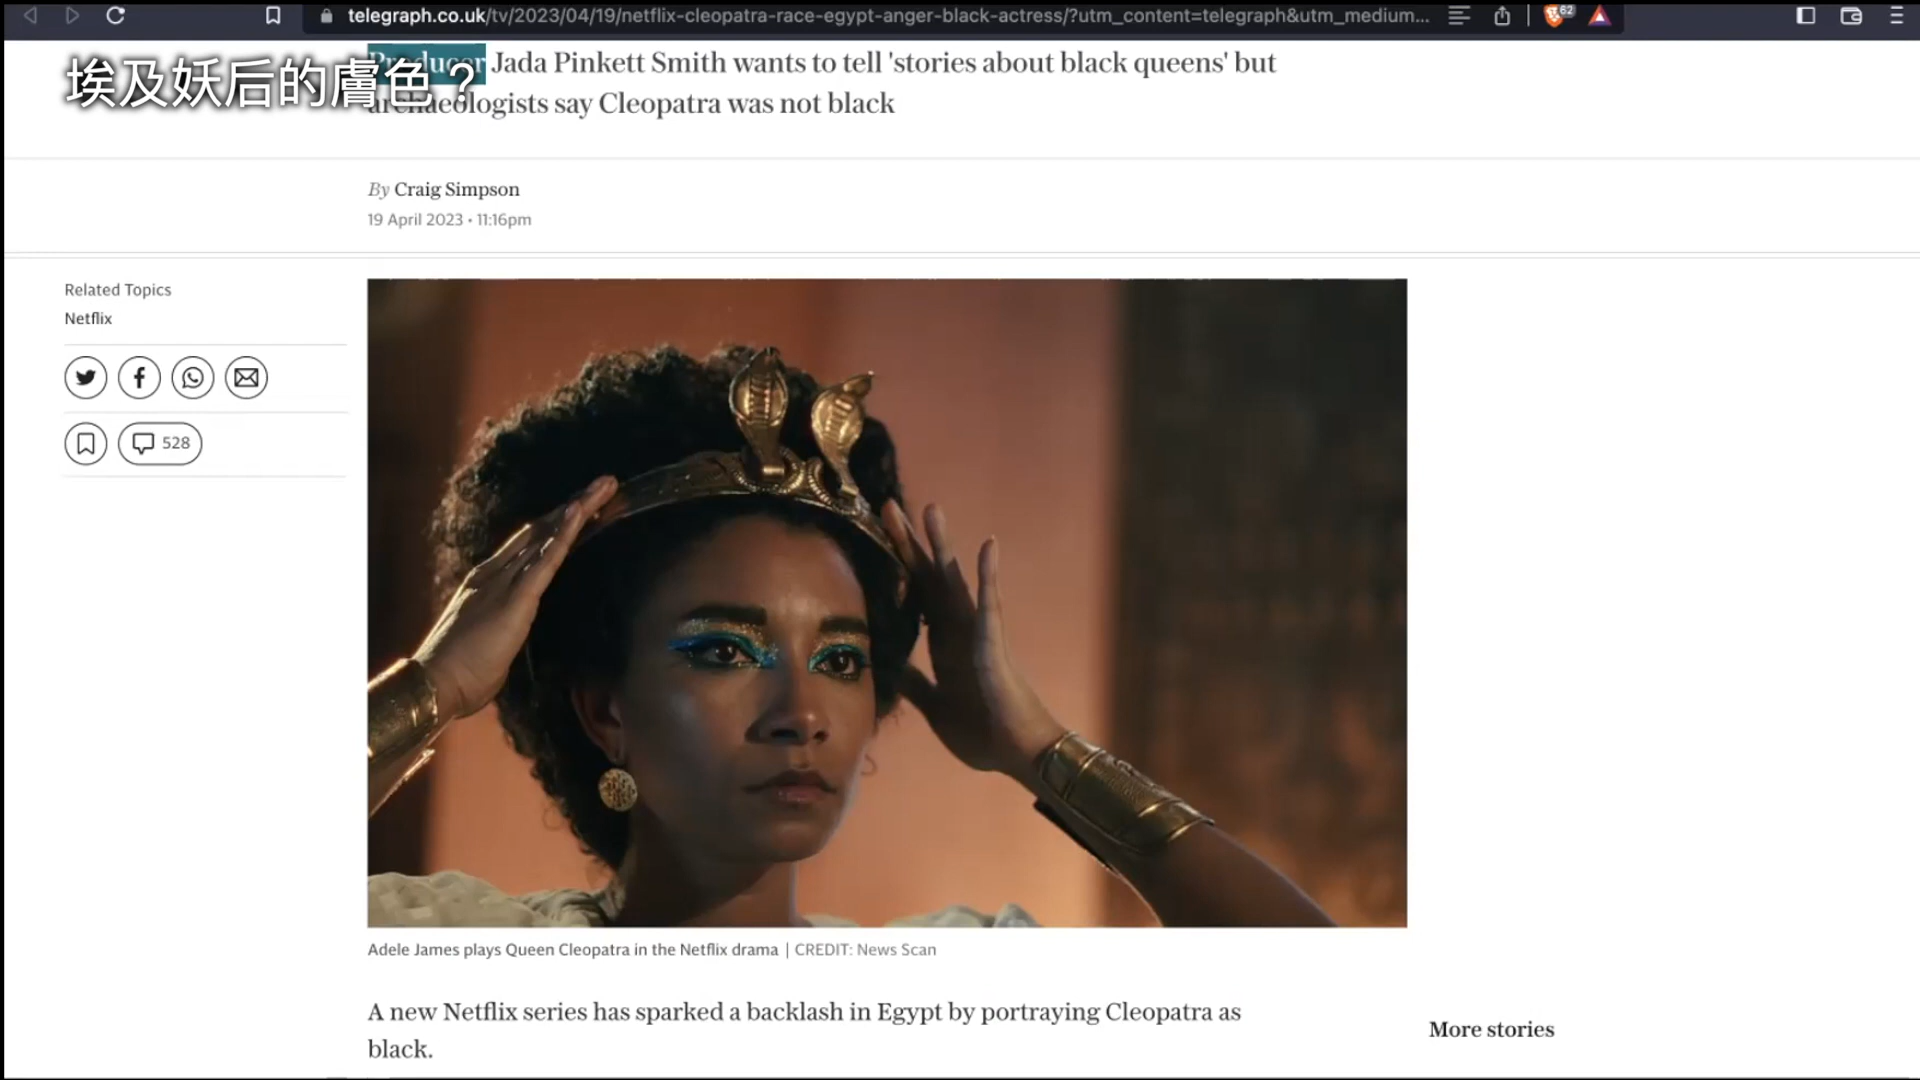 telegraph.co.uk/tv/2023/04/19/netflix-cleopatra-race-egypt-anger-black-actress/?utm_content=telegraph&utm_medium...
62
埃及妖后的膚色？
Producer Jada Pinkett Smith wants to tell 'stories about black queens' but
archaeologists say Cleopatra was not black
By Craig Simpson
19 April 2023 • 11:16pm
Related Topics
Netflix
528
Adele James plays Queen Cleopatra in the Netflix drama | CREDIT: News Scan
A new Netflix series has sparked a backlash in Egypt by portraying Cleopatra as
black.
More stories